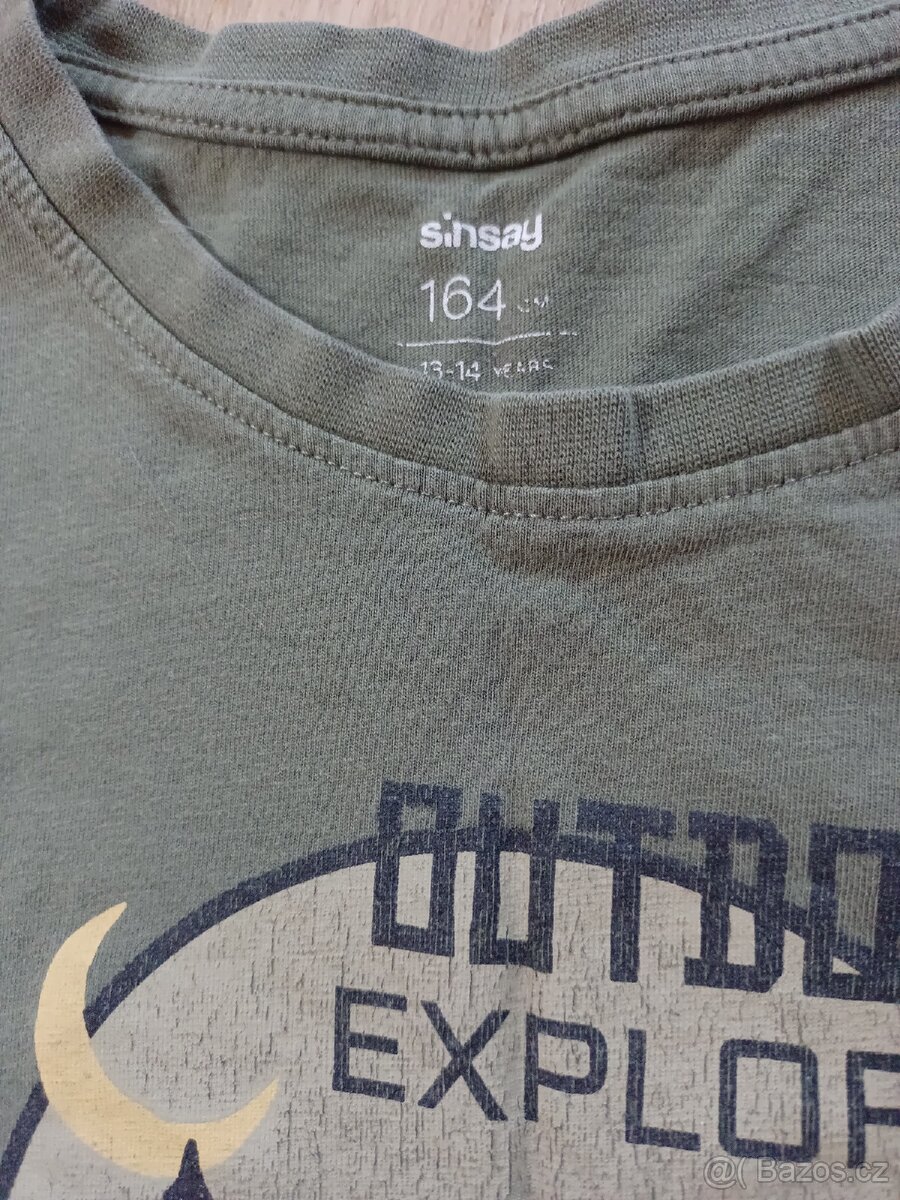 sinsay
164 CM
13-14 YEARS
OUTDO
EXPLOR
@( Bazos.cz